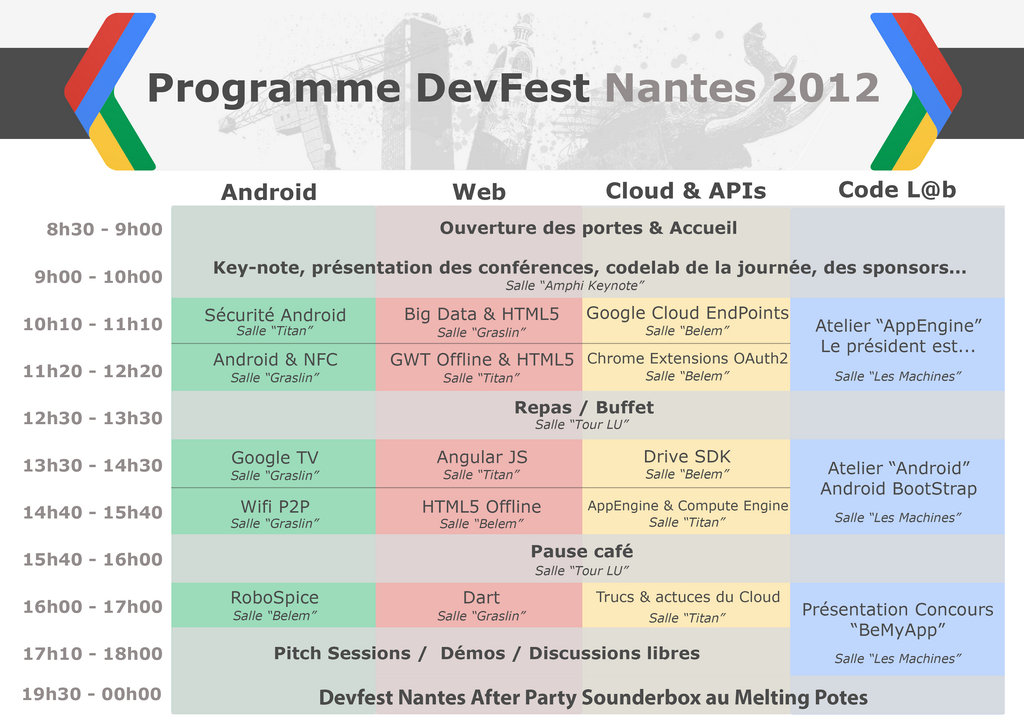 Programme DevFest Nantes 2012
Android Web Cloud & APIs Code L@b
8h30 - 9h00 Ouverture des portes & Accueil
9h00 - 10h00 Key-note, présentation des conférences, codelab de la journée, des sponsors...
Salle “Amphi Keynote”
10h10 - 11h10
Sécurité Android
Salle “Titan”
Big Data & HTML5
Salle “Graslin”
Google Cloud EndPoints
Salle “Belem”
Atelier “AppEngine”
Le président est...
Salle “Les Machines”
11h20 - 12h20
Android & NFC
Salle “Graslin”
GWT Offline & HTML5
Salle “Titan”
Chrome Extensions OAuth2
Salle “Belem”
12h30 - 13h30
Repas / Buffet
Salle “Tour LU”
13h30 - 14h30
Google TV
Salle “Graslin”
Angular JS
Salle “Titan”
Drive SDK
Salle “Belem”
Atelier “Android”
Android BootStrap
Salle “Les Machines”
14h40 - 15h40
Wifi P2P
Salle “Graslin”
HTML5 Offline
Salle “Belem”
AppEngine & Compute Engine
Salle “Titan”
15h40 - 16h00
Pause café
Salle “Tour LU”
16h00 - 17h00
RoboSpice
Salle “Belem”
Dart
Salle “Graslin”
Trucs & actuces du Cloud
Salle “Titan”
Présentation Concours
“BeMyApp”
Salle “Les Machines”
17h10 - 18h00 Pitch Sessions / Démos / Discussions libres
19h30 - 00h00 Devfest Nantes After Party Sounderbox au Melting Potes